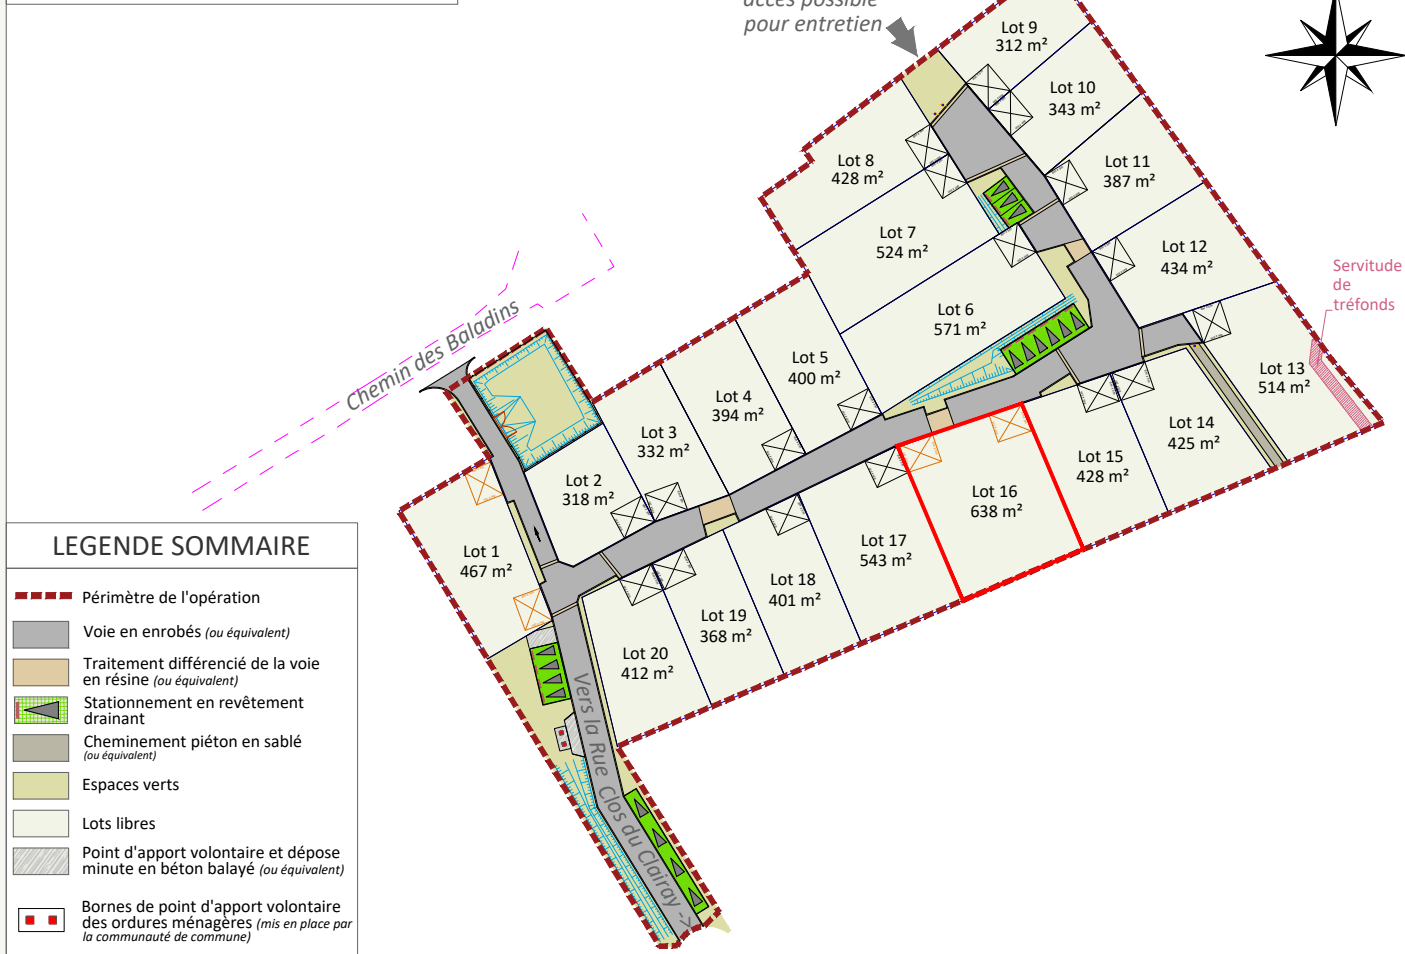 accès possible
pour entretien
Lot 9
312 m²
Lot 10
343 m²
Lot 11
387 m²
Lot 8
428 m²
Lot 7
524 m²
Lot 12
434 m²
Servitude
de
tréfonds
Lot 6
571 m²
Chemin des Baladins
Lot 5
400 m²
Lot 13
514 m²
Lot 4
394 m²
Lot 3
332 m²
Lot 14
425 m²
Lot 15
428 m²
Lot 2
318 m²
Lot 16
638 m²
Lot 1
467 m²
Lot 17
543 m²
Lot 18
401 m²
Lot 19
368 m²
Lot 20
412 m²
Vers la Rue Clos du Clairay ->
LEGENDE SOMMAIRE
Périmètre de l'opération
Voie en enrobés (ou équivalent)
Traitement différencié de la voie
en résine (ou équivalent)
Stationnement en revêtement
drainant
Cheminement piéton en sablé
(ou équivalent)
Espaces verts
Lots libres
Point d'apport volontaire et dépose
minute en béton balayé (ou équivalent)
Bornes de point d'apport volontaire
des ordures ménagères (mis en place par
la communauté de commune)